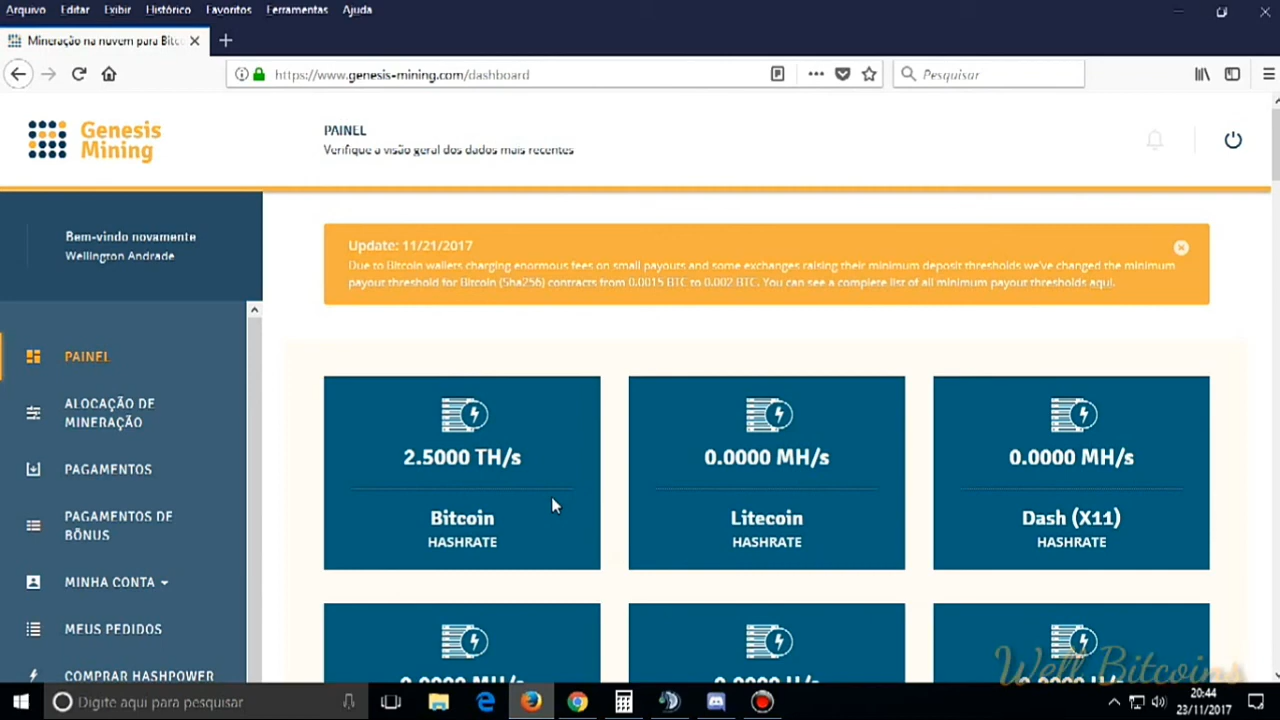 Arquivo Editar Exibir Histórico Favoritos Ferramentas Ajuda
Mineração na nuvem para Bitc
https://www.genesis-mining.com/dashboard
Pesquisar
Genesis
Mining
PAINEL
Verifique a visão geral dos dados mais recentes
Bem-vindo novamente
Wellington Andrade
Update: 11/21/2017
Due to Bitcoin wallets charging enormous fees on small payouts and some exchanges raising their minimum deposit thresholds we've changed the minimum
payout threshold for Bitcoin (Sha256) contracts from 0.0015 BTC to 0.002 BTC. You can see a complete list of all minimum payout thresholds aqui.
PAINEL
ALOCAÇÃO DE
MINERAÇÃO
PAGAMENTOS
PAGAMENTOS DE
BÔNUS
MINHA CONTA
MEUS PEDIDOS
COMPRAR HASHPOWER
2.5000 TH/s
Bitcoin
HASHRATE
0.0000 MH/s
Litecoin
HASHRATE
0.0000 MH/s
Dash (X11)
HASHRATE
Well Bitcoins
Digite aqui para pesquisar
20:44
23/11/2017